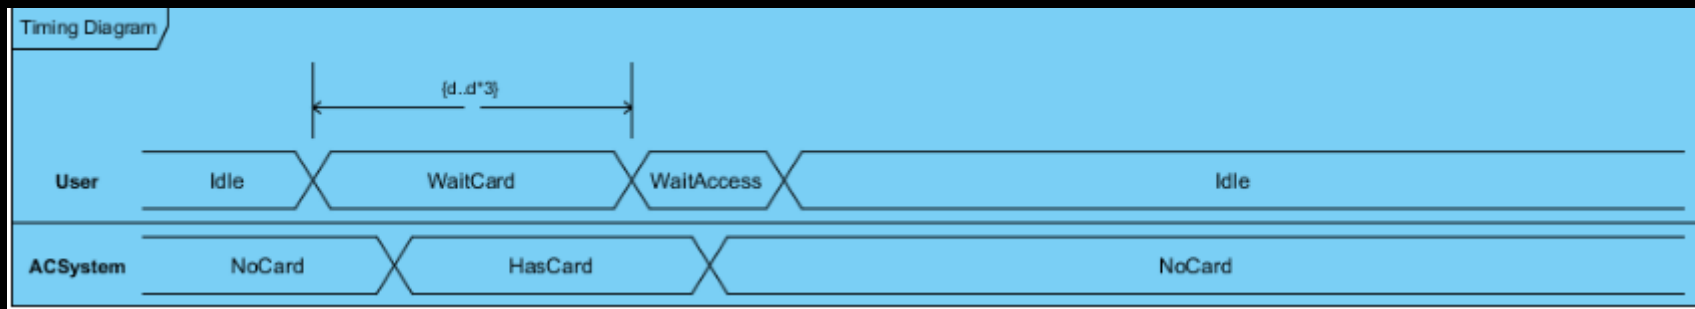 Timing Diagram
{d..d*3}
User Idle WaitCard WaitAccess Idle
ACSystem NoCard HasCard NoCard